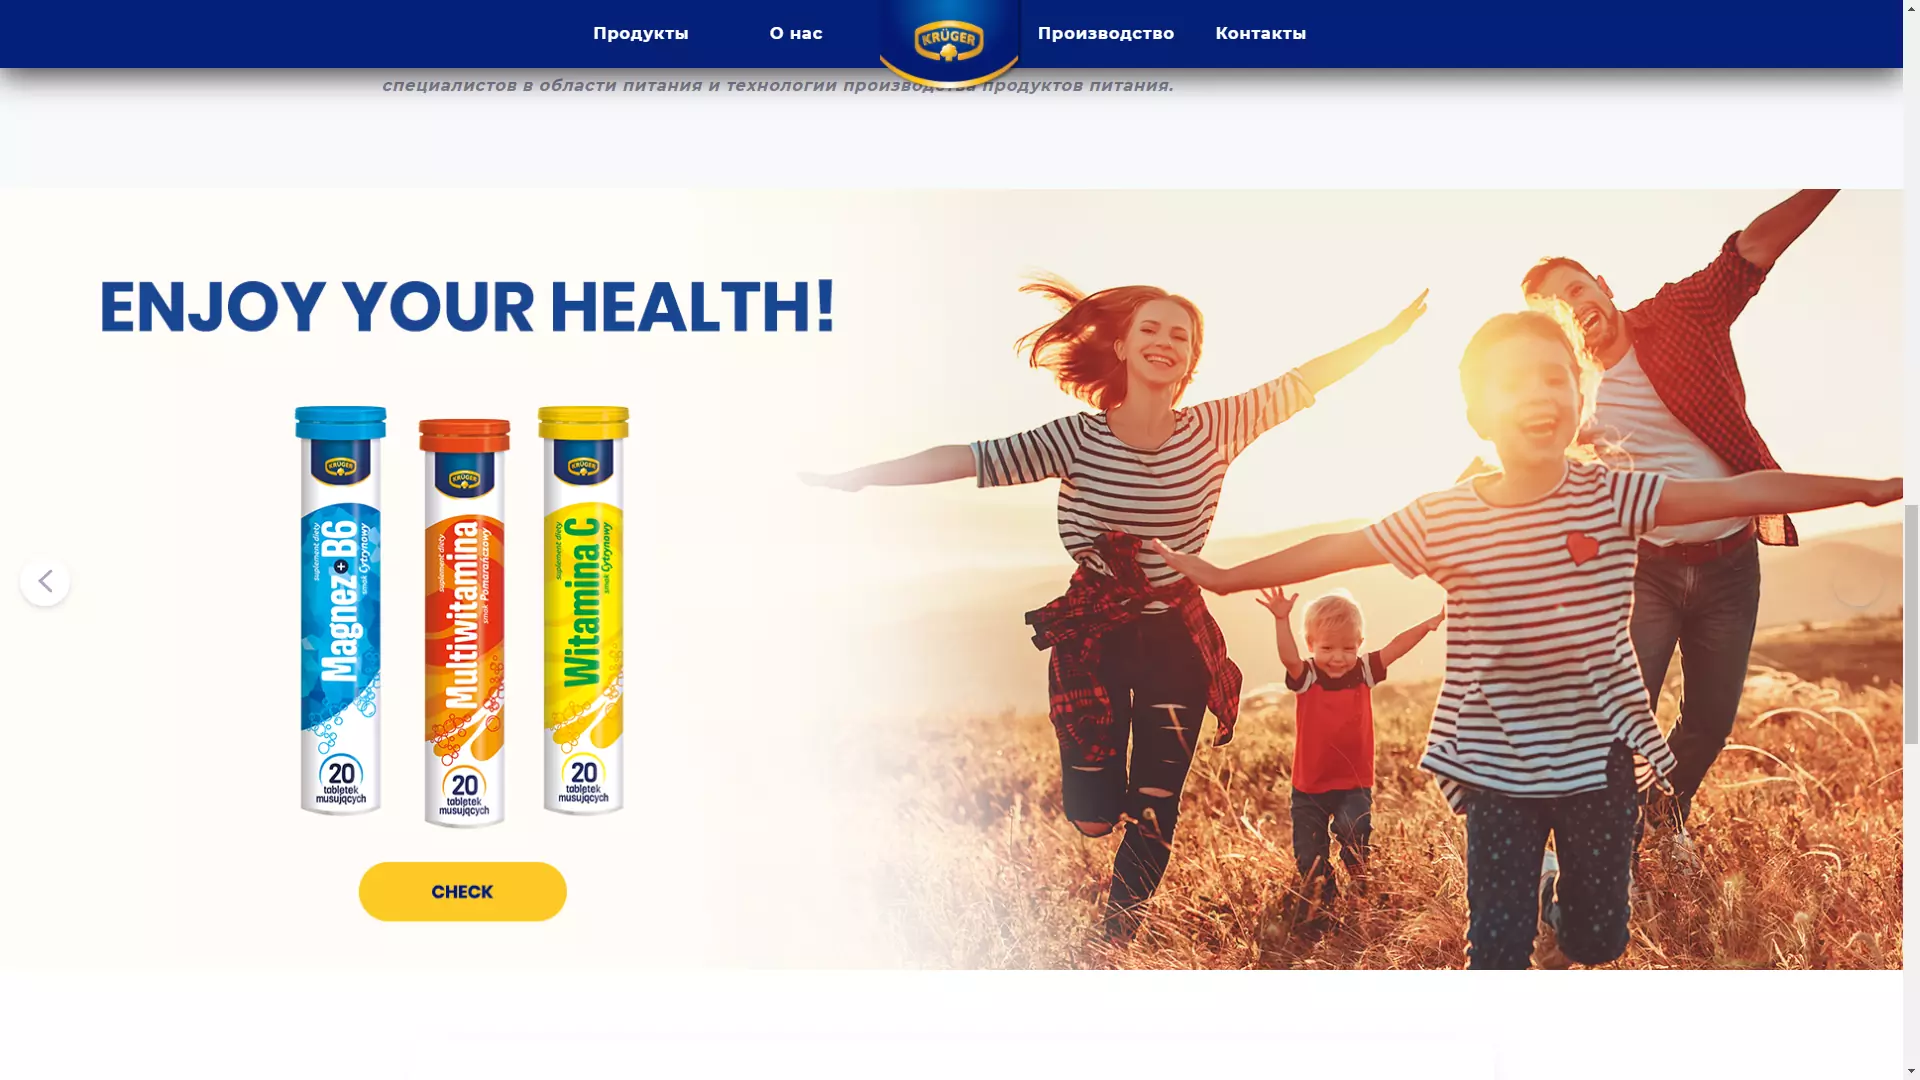 Продукты
О нас
KRÜGER
Производство
Контакты
специалистов в области питания и технологии производства продуктов питания.
ENJOY YOUR HEALTH!
KRÜGER
suplement diety
Magnez + B6
smak Cytrynowy
20
tabletek
musujących
KRÜGER
suplement diety
Multiwitamina
smak Pomarańczowy
20
tabletek
musujących
KRÜGER
suplement diety
Witamina C
smak Cytrynowy
20
tabletek
musujących
CHECK